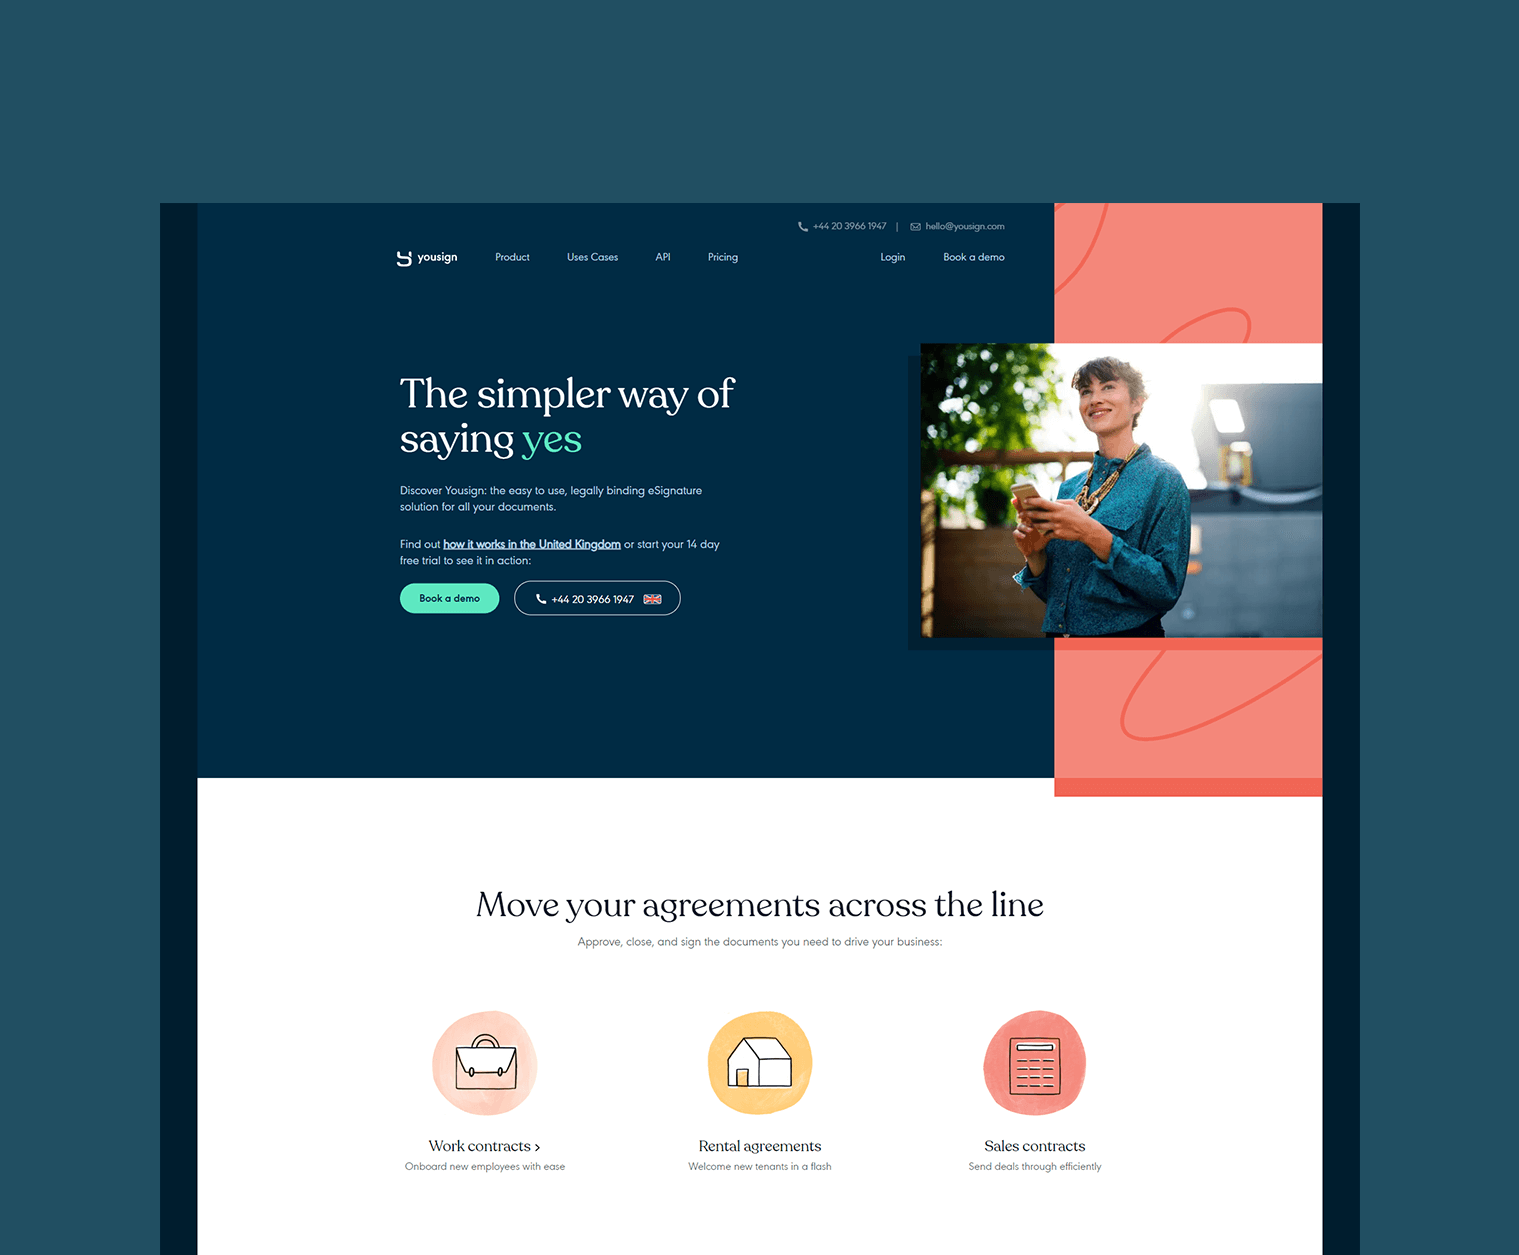 +44 20 3966 1947 | hello@yousign.com
yousign Product Uses Cases API Pricing Login Book a demo
The simpler way of
saying yes
Discover Yousign: the easy to use, legally binding eSignature
solution for all your documents.
Find out how it works in the United Kingdom or start your 14 day
free trial to see it in action:
Book a demo +44 20 3966 1947
Move your agreements across the line
Approve, close, and sign the documents you need to drive your business:
Work contracts › Rental agreements Sales contracts
Onboard new employees with ease Welcome new tenants in a flash Send deals through efficiently